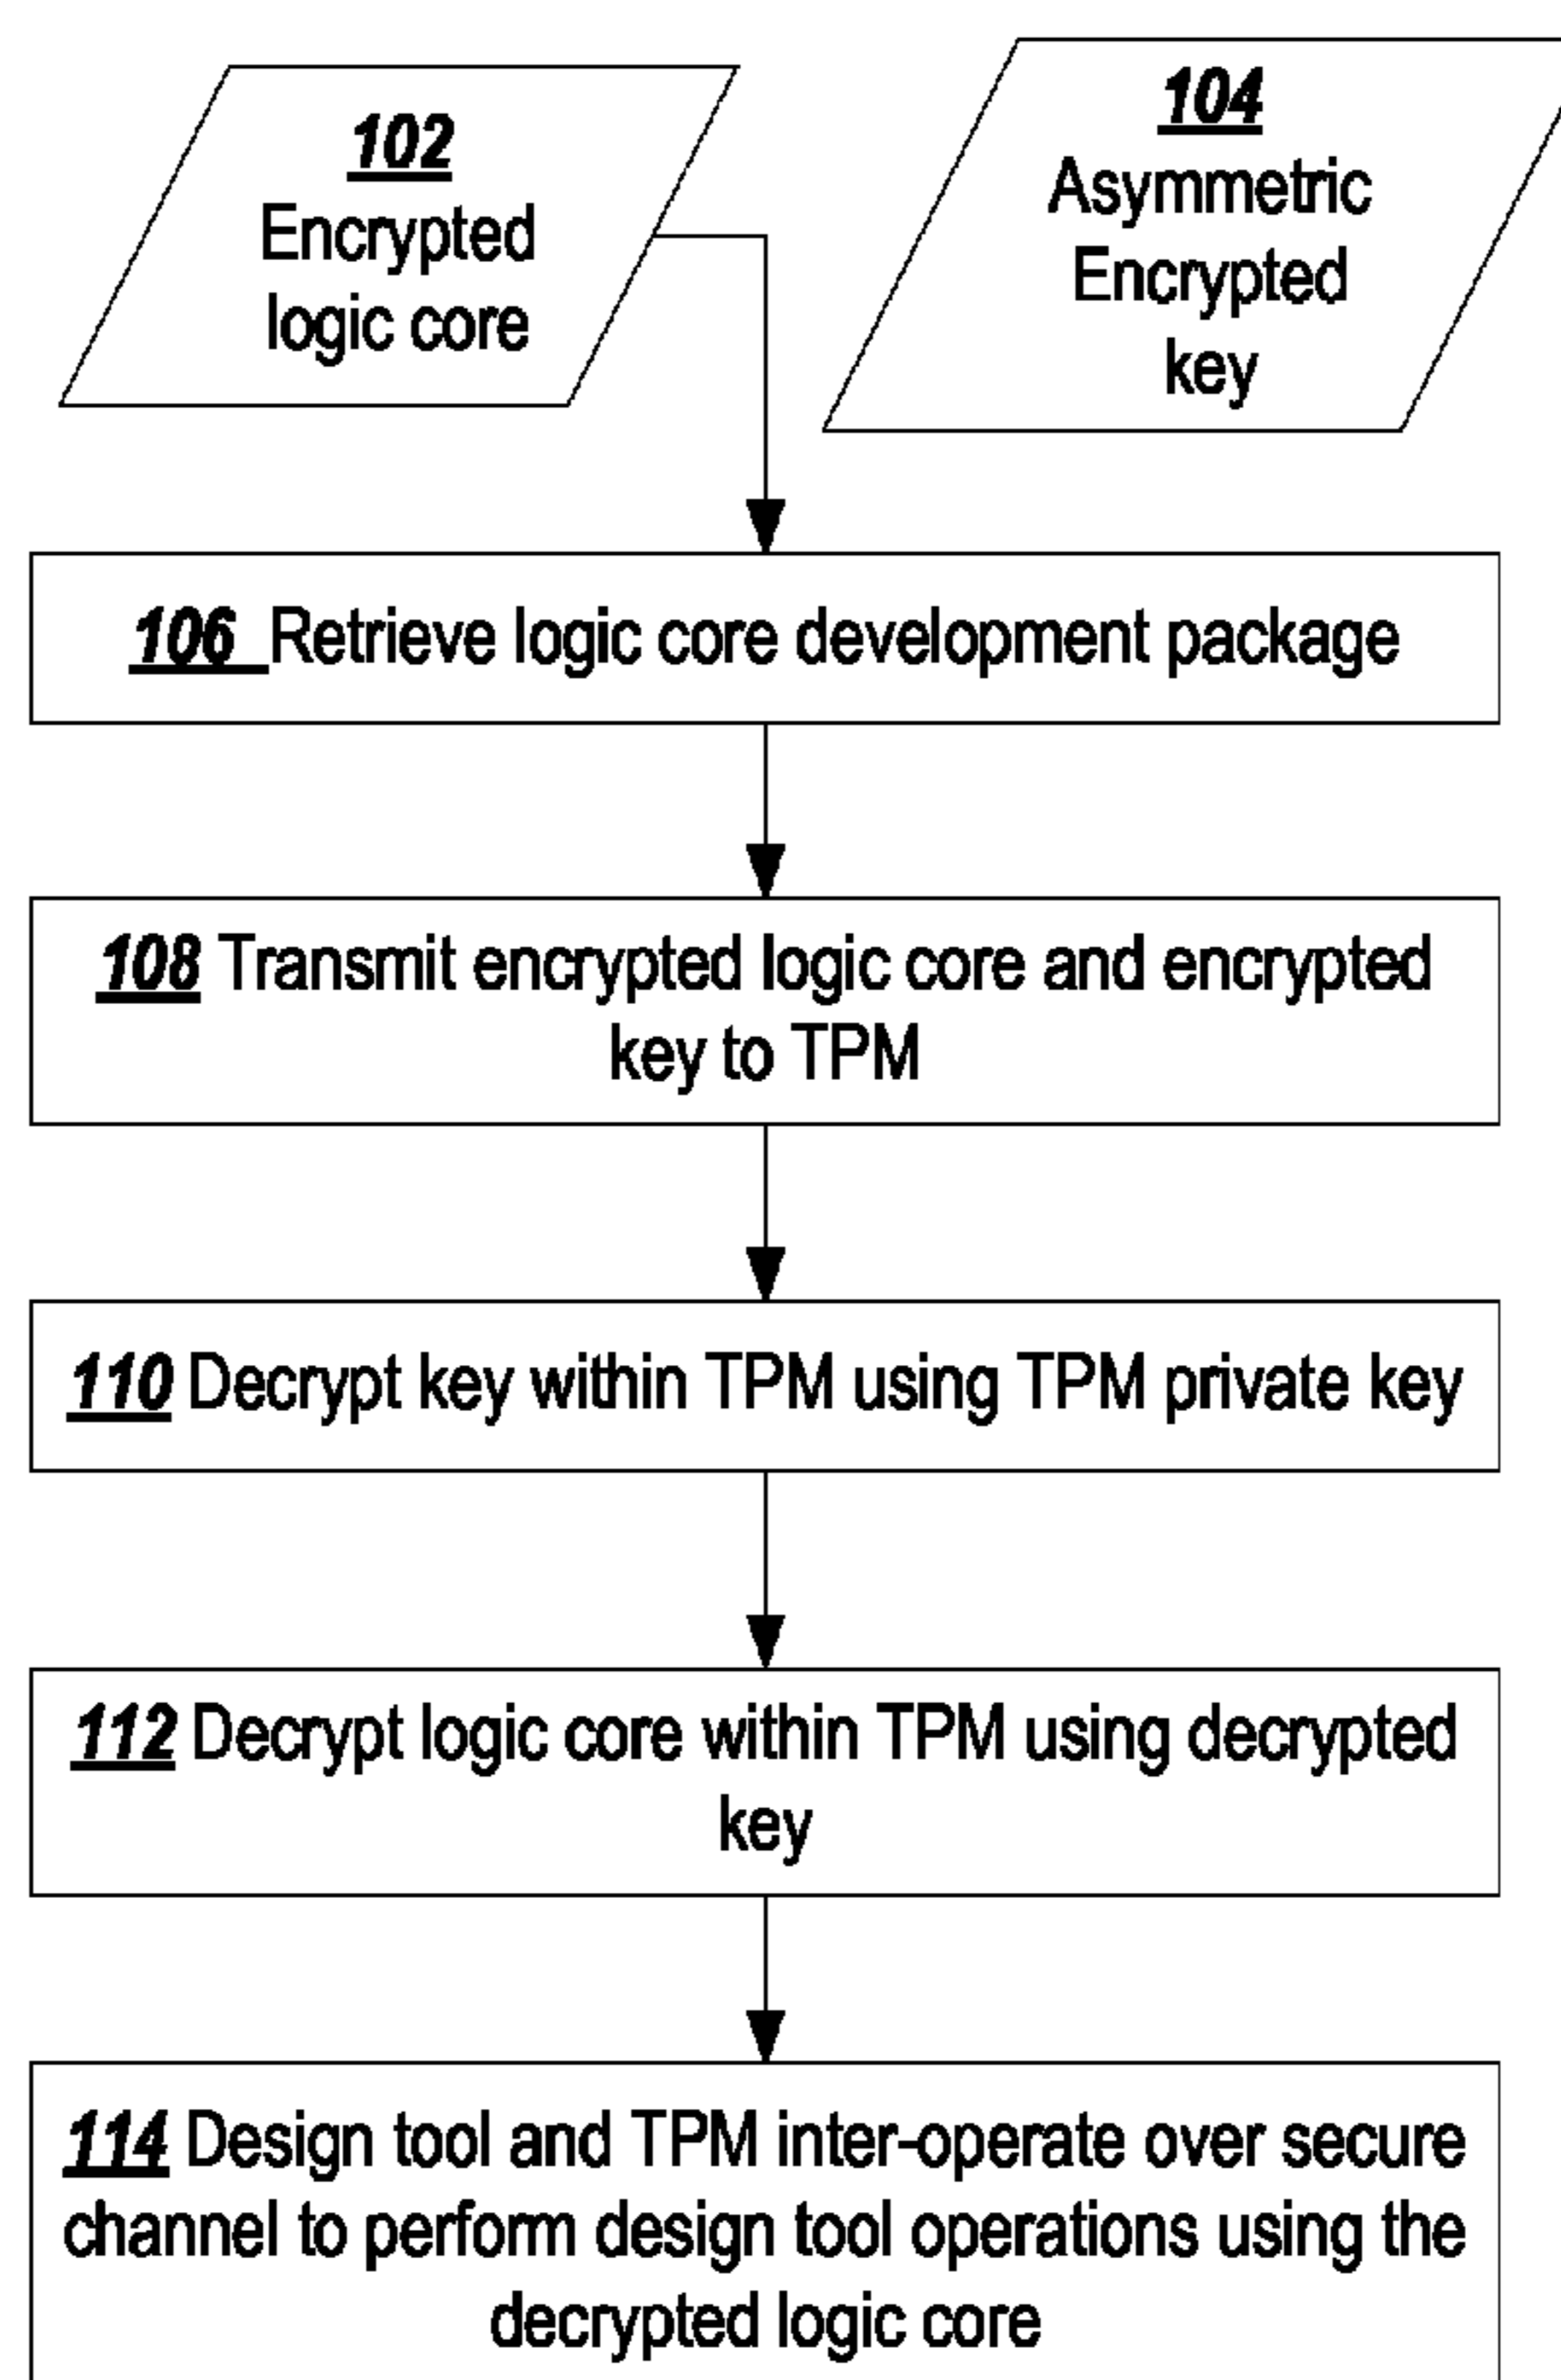 102
Encrypted
logic core
104
Asymmetric
Encrypted
key
106 Retrieve logic core development package
108 Transmit encrypted logic core and encrypted
key to TPM
110 Decrypt key within TPM using TPM private key
112 Decrypt logic core within TPM using decrypted
key
114 Design tool and TPM inter-operate over secure
channel to perform design tool operations using the
decrypted logic core